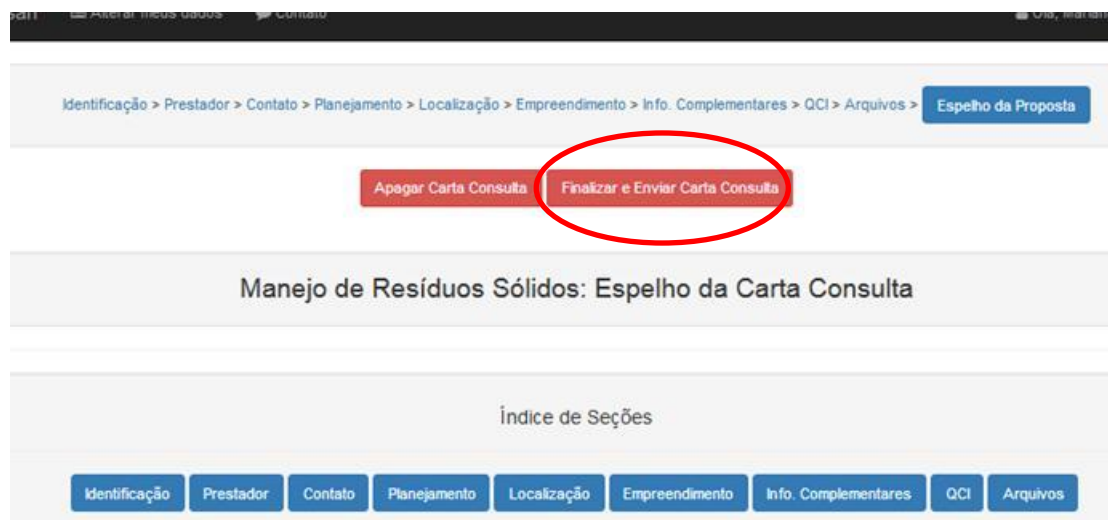 Alterar meus dados Contato Olá,
Identificação > Prestador > Contato > Planejamento > Localização > Empreendimento > Info. Complementares > QCI > Arquivos > Espelho da Proposta
Apagar Carta Consulta Finalizar e Enviar Carta Consulta
Manejo de Resíduos Sólidos: Espelho da Carta Consulta
Índice de Seções
Identificação Prestador Contato Planejamento Localização Empreendimento Info. Complementares QCI Arquivos